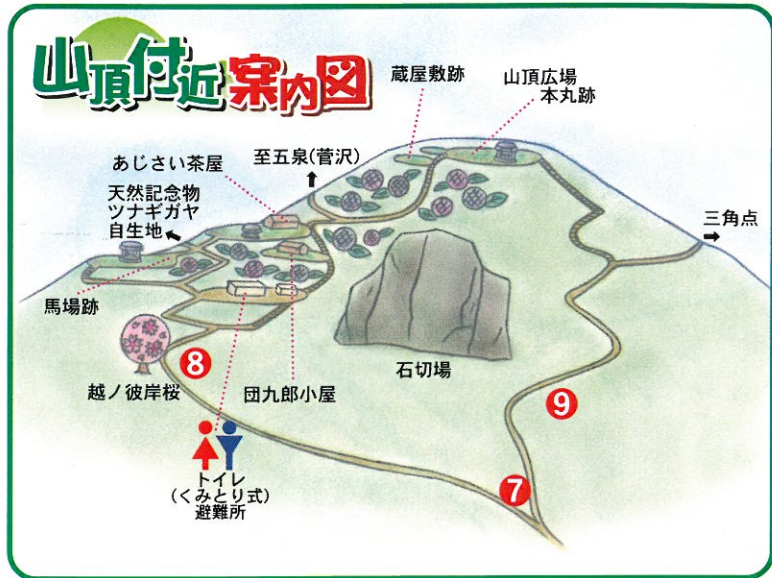 山頂付近案内図
蔵屋敷跡
山頂広場
本丸跡
あじさい茶屋
至五泉(菅沢)
天然記念物
ツナギガヤ
自生地
三角点
馬場跡
8
石切場
越ノ彼岸桜
団九郎小屋
9
トイレ
(くみとり式)
避難所
7